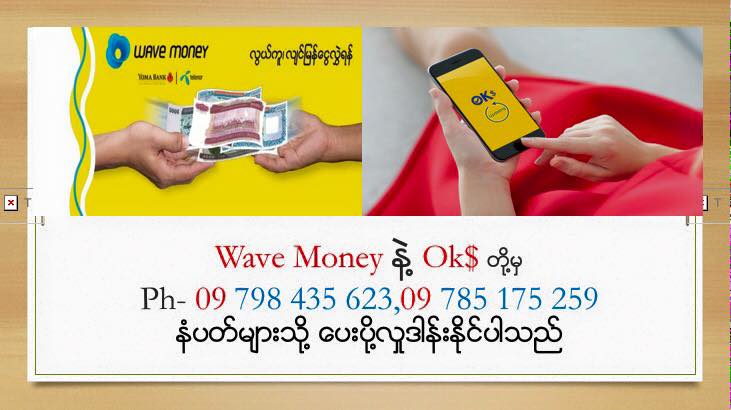 wave money
လွယ်ကူ၊ လျင်မြန်ငွေလွှဲရန်
YOMA BANK
telenor
OK$
Wave Money နဲ့ Ok$ တို့မှ
Ph- 09 798 435 623,09 785 175 259
နံပတ်များသို့ ပေးပို့လှူဒါန်းနိုင်ပါသည်
T
T